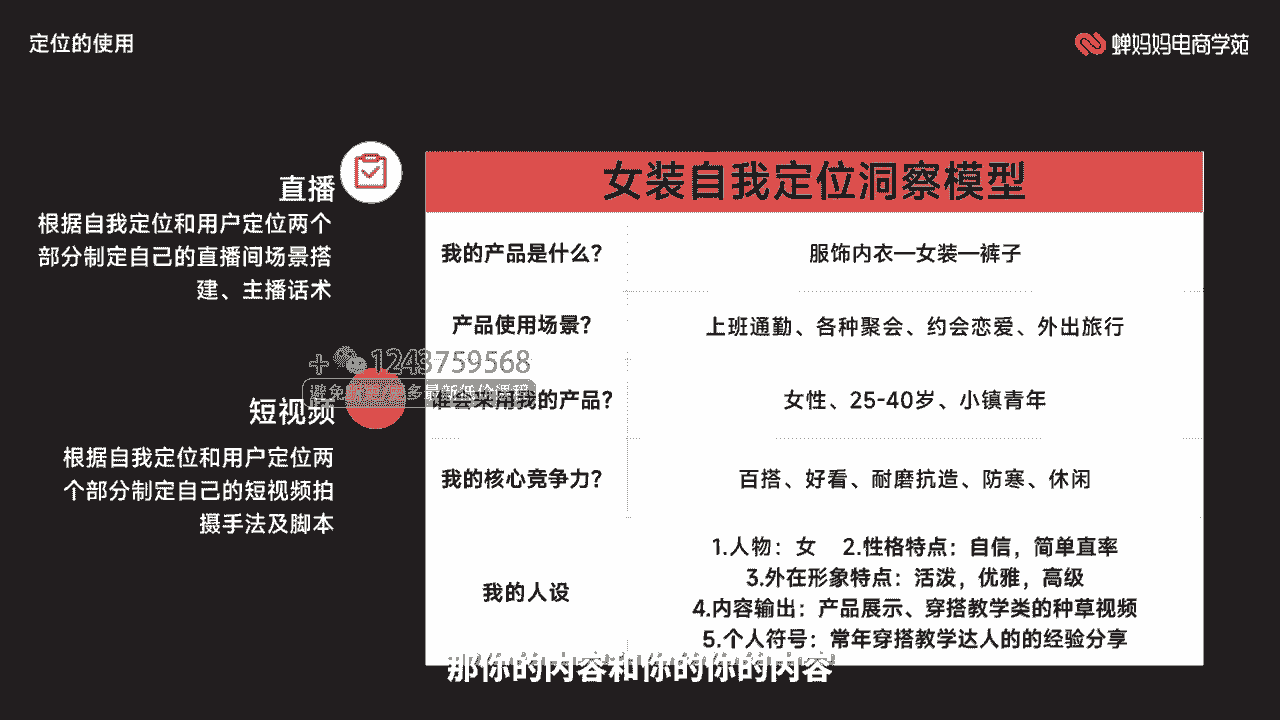 定位的使用
蝉妈妈电商学苑
直播
根据自我定位和用户定位两个
部分制定自己的直播间场景搭
建、主播话术
短视频
根据自我定位和用户定位两
个部分制定自己的短视频拍
摄手法及脚本
女装自我定位洞察模型
我的产品是什么?
服饰内衣—女装—裤子
产品使用场景?
上班通勤、各种聚会、约会恋爱、外出旅行
我的产品?
女性、25-40岁、小镇青年
我的核心竞争力?
百搭、好看、耐磨抗造、防寒、休闲
我的人设
1.人物：女 2.性格特点：自信，简单直率
3.外在形象特点：活泼，优雅，高级
4.内容输出：产品展示、穿搭教学类的种草视频
5.个人符号：常年穿搭教学达人的的经验分享
+ 1243759568
多最新低价课程
那你的内容和你的你的内容